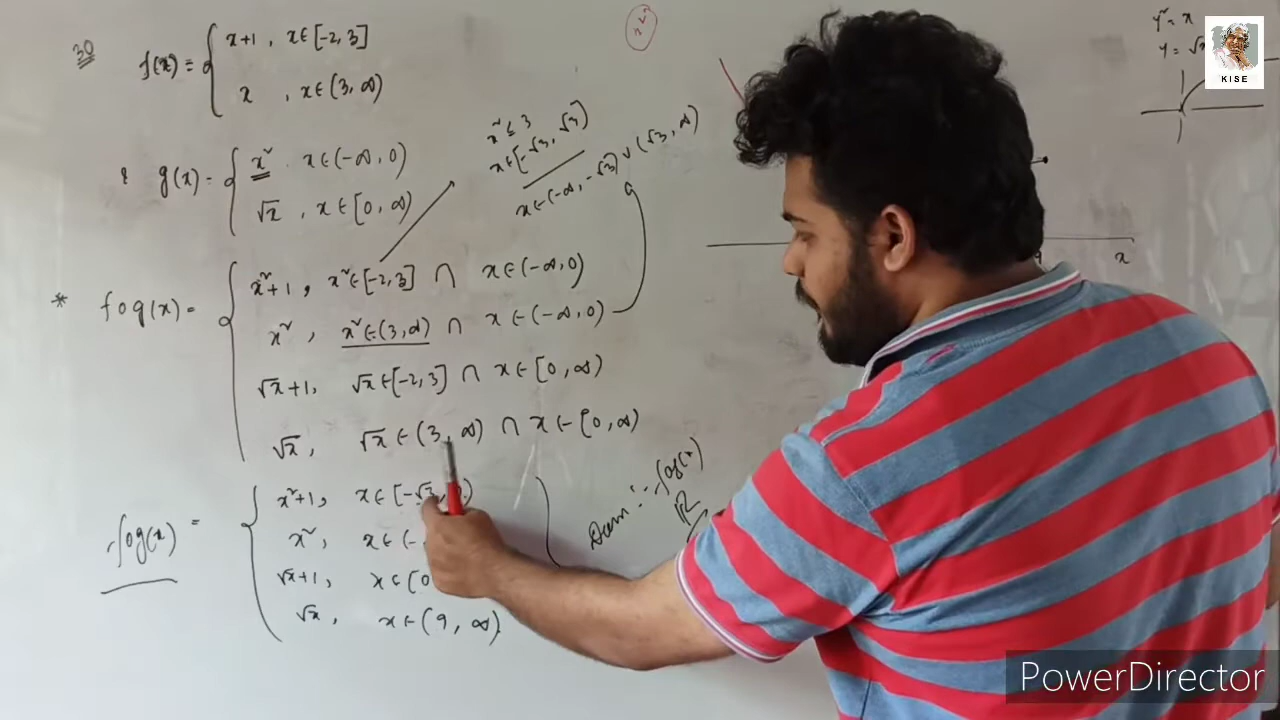 30
f(x) = { x+1 , x∈[-2,3]
x , x∈(3,∞)
g(x) = { x² . x∈(-∞,0)
√x , x∈[0,∞)
* fog(x) = { x²+1 , x²∈[-2,3] ∩ x∈(-∞,0)
x² , x²∈(3,∞) ∩ x∈(-∞,0)
√x+1, √x∈[-2,3] ∩ x∈[0,∞)
√x, √x∈(3,∞) ∩ x∈[0,∞)
fog(x) = { x²+1, x∈[-√3,
x², x∈(-
√x+1, x∈[0
√x, x∈(9,∞)
x² ≤ 3
x∈[-√3, √3]
x∈(-∞,-√3) ∪ (√3,∞)
Dom : fog(x)
R
y² = x
y = √x
x
KISE
PowerDirector